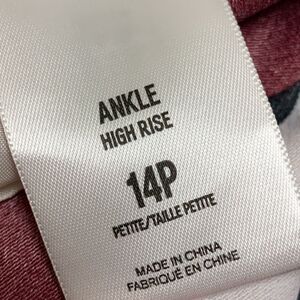 ANKLE
HIGH RISE
14P
PETITE/TAILLE PETITE
MADE IN CHINA
FABRIQUÉ EN CHINE